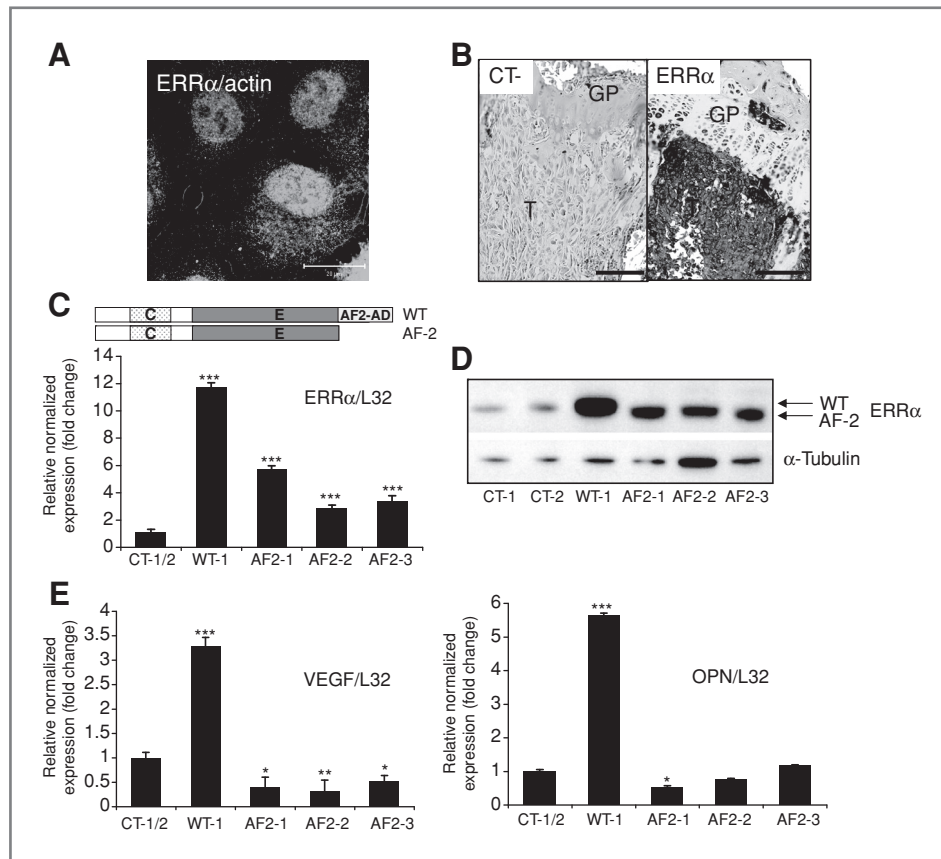 A
ERRα/actin
20 µm
B
CT-
GP
T
ERRα
GP
T
C
C E AF2-AD WT
C E AF-2
Relative normalized
expression (fold change)
14
12
10
8
6
4
2
0
***
***
***
***
ERRα/L32
CT-1/2 WT-1 AF2-1 AF2-2 AF2-3
D
WT
AF-2
ERRα
α-Tubulin
CT-1 CT-2 WT-1 AF2-1 AF2-2 AF2-3
E
Relative normalized
expression (fold change)
4
3.5
3
2.5
2
1.5
1
0.5
0
***
*
**
*
VEGF/L32
CT-1/2 WT-1 AF2-1 AF2-2 AF2-3
Relative normalized
expression (fold change)
6
5
4
3
2
1
0
***
*
OPN/L32
CT-1/2 WT-1 AF2-1 AF2-2 AF2-3